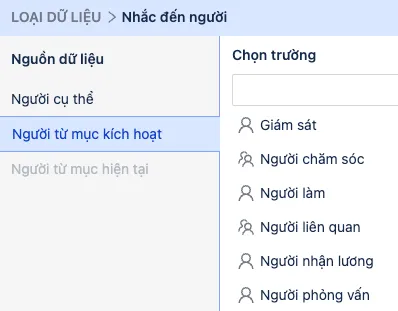 LOẠI DỮ LIỆU > Nhắc đến người
Nguồn dữ liệu
Người cụ thể
Người từ mục kích hoạt
Người từ mục hiện tại
Chọn trường
Giám sát
Người chăm sóc
Người làm
Người liên quan
Người nhận lương
Người phỏng vấn